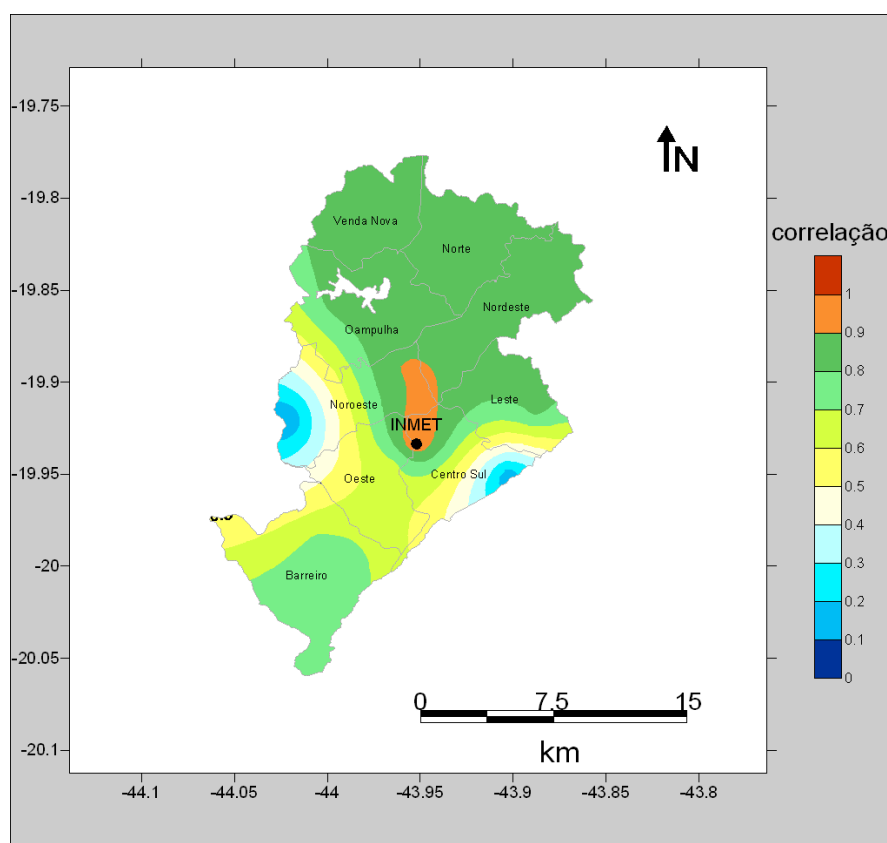 -19.75
N
-19.8
Venda Nova
Norte
correlação
-19.85
Nordeste
1
Oampulha
0.9
0.8
-19.9
Noroeste
Leste
0.7
INMET
0.6
-19.95
Oeste
Centro Sul
0.5
0.4
-20
Barreiro
0.3
0.2
-20.05
0.1
0
0
7.5
15
-20.1
km
-44.1
-44.05
-44
-43.95
-43.9
-43.85
-43.8